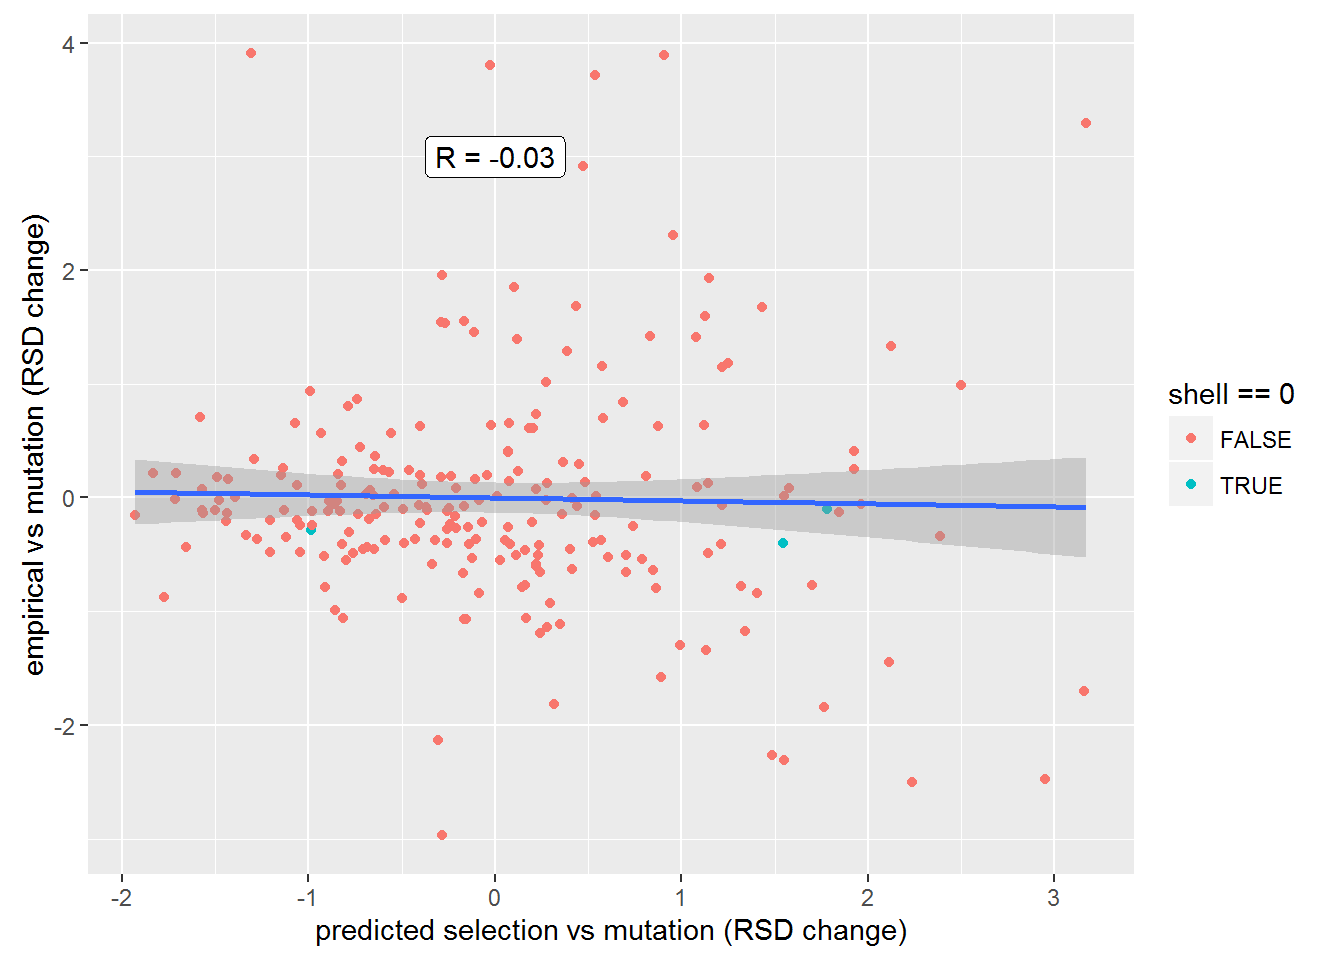 4
2
0
-2
-2
-1
0
1
2
3
R = -0.03
empirical vs mutation (RSD change)
predicted selection vs mutation (RSD change)
shell == 0
FALSE
TRUE